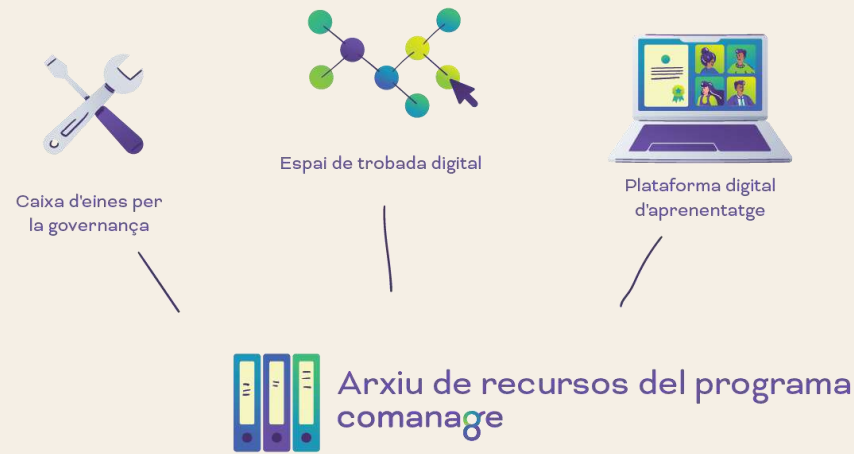 Caixa d'eines per
la governança
Espai de trobada digital
Plataforma digital
d'aprenentatge
Arxiu de recursos del programa
comanage